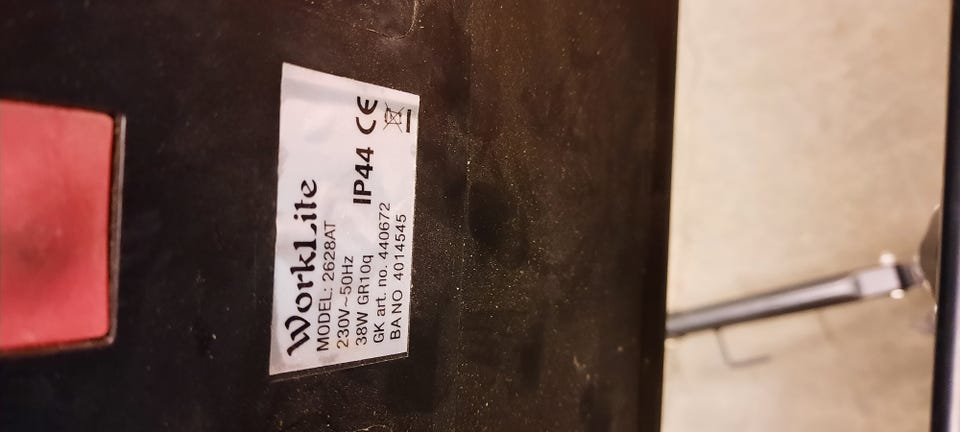 WorkLite
MODEL: 2628AT
230V~50Hz
38W GR10q
IP44 CE
GK art. no. 440672
BA NO 4014545